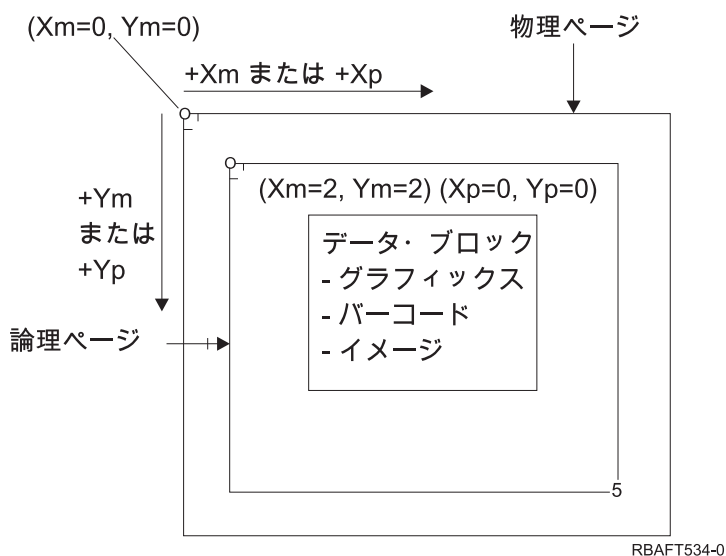 (Xm=0, Ym=0)
物理ページ
+Xm または +Xp
(Xm=2, Ym=2) (Xp=0, Yp=0)
+Ym
または
+Yp
データ・ブロック
- グラフィックス
- バーコード
- イメージ
論理ページ
5
RBAFT534-0